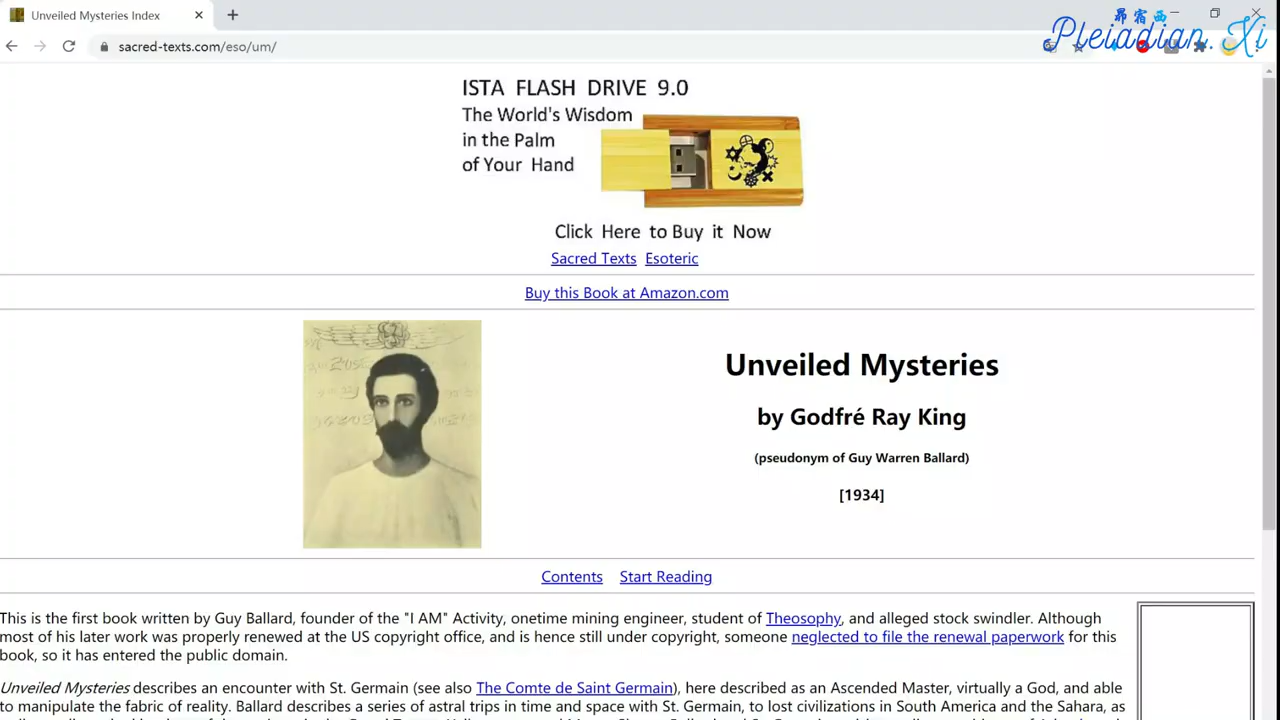 Unveiled Mysteries Index
昴宿西
Pleiadian.Xi
sacred-texts.com/eso/um/
ISTA FLASH DRIVE 9.0
The World's Wisdom
in the Palm
of Your Hand
Click Here to Buy it Now
Sacred Texts Esoteric
Buy this Book at Amazon.com
Unveiled Mysteries
by Godfré Ray King
(pseudonym of Guy Warren Ballard)
[1934]
Contents Start Reading
This is the first book written by Guy Ballard, founder of the "I AM" Activity, onetime mining engineer, student of Theosophy, and alleged stock swindler. Although
most of his later work was properly renewed at the US copyright office, and is hence still under copyright, someone neglected to file the renewal paperwork for this
book, so it has entered the public domain.
Unveiled Mysteries describes an encounter with St. Germain (see also The Comte de Saint Germain), here described as an Ascended Master, virtually a God, and able
to manipulate the fabric of reality. Ballard describes a series of astral trips in time and space with St. Germain, to lost civilizations in South America and the Sahara, as